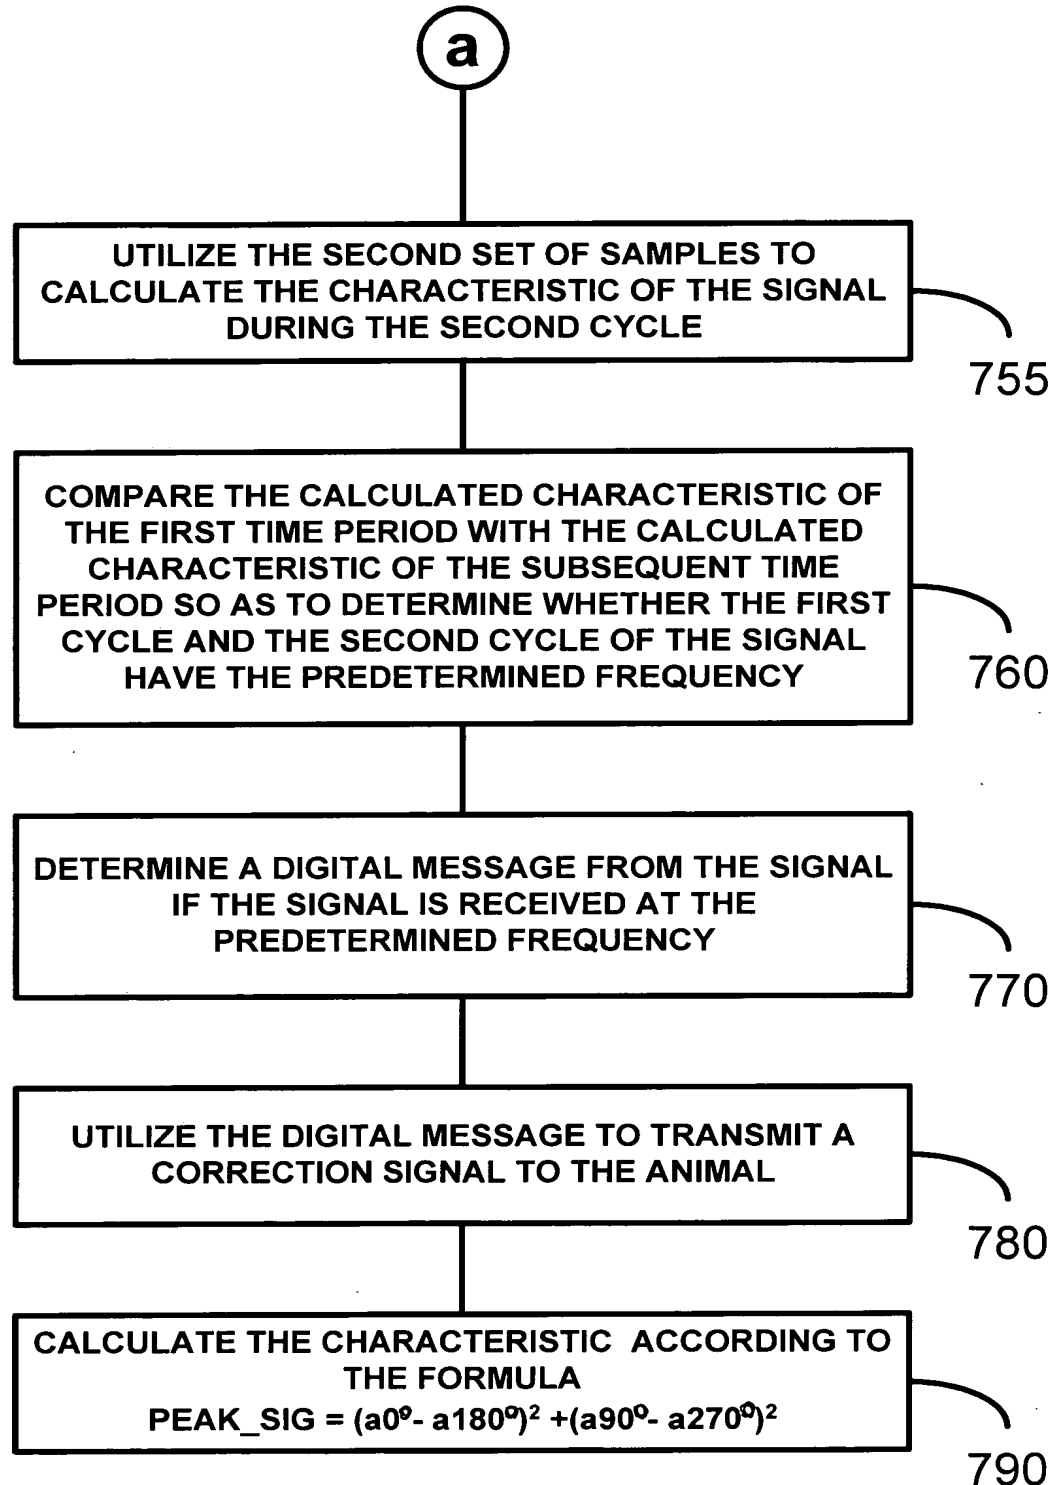 a
UTILIZE THE SECOND SET OF SAMPLES TO
CALCULATE THE CHARACTERISTIC OF THE SIGNAL
DURING THE SECOND CYCLE
755
COMPARE THE CALCULATED CHARACTERISTIC OF
THE FIRST TIME PERIOD WITH THE CALCULATED
CHARACTERISTIC OF THE SUBSEQUENT TIME
PERIOD SO AS TO DETERMINE WHETHER THE FIRST
CYCLE AND THE SECOND CYCLE OF THE SIGNAL
HAVE THE PREDETERMINED FREQUENCY
760
DETERMINE A DIGITAL MESSAGE FROM THE SIGNAL
IF THE SIGNAL IS RECEIVED AT THE
PREDETERMINED FREQUENCY
770
UTILIZE THE DIGITAL MESSAGE TO TRANSMIT A
CORRECTION SIGNAL TO THE ANIMAL
780
CALCULATE THE CHARACTERISTIC ACCORDING TO
THE FORMULA
PEAK_SIG = (a0º- a180º)² +(a90º- a270º)²
790